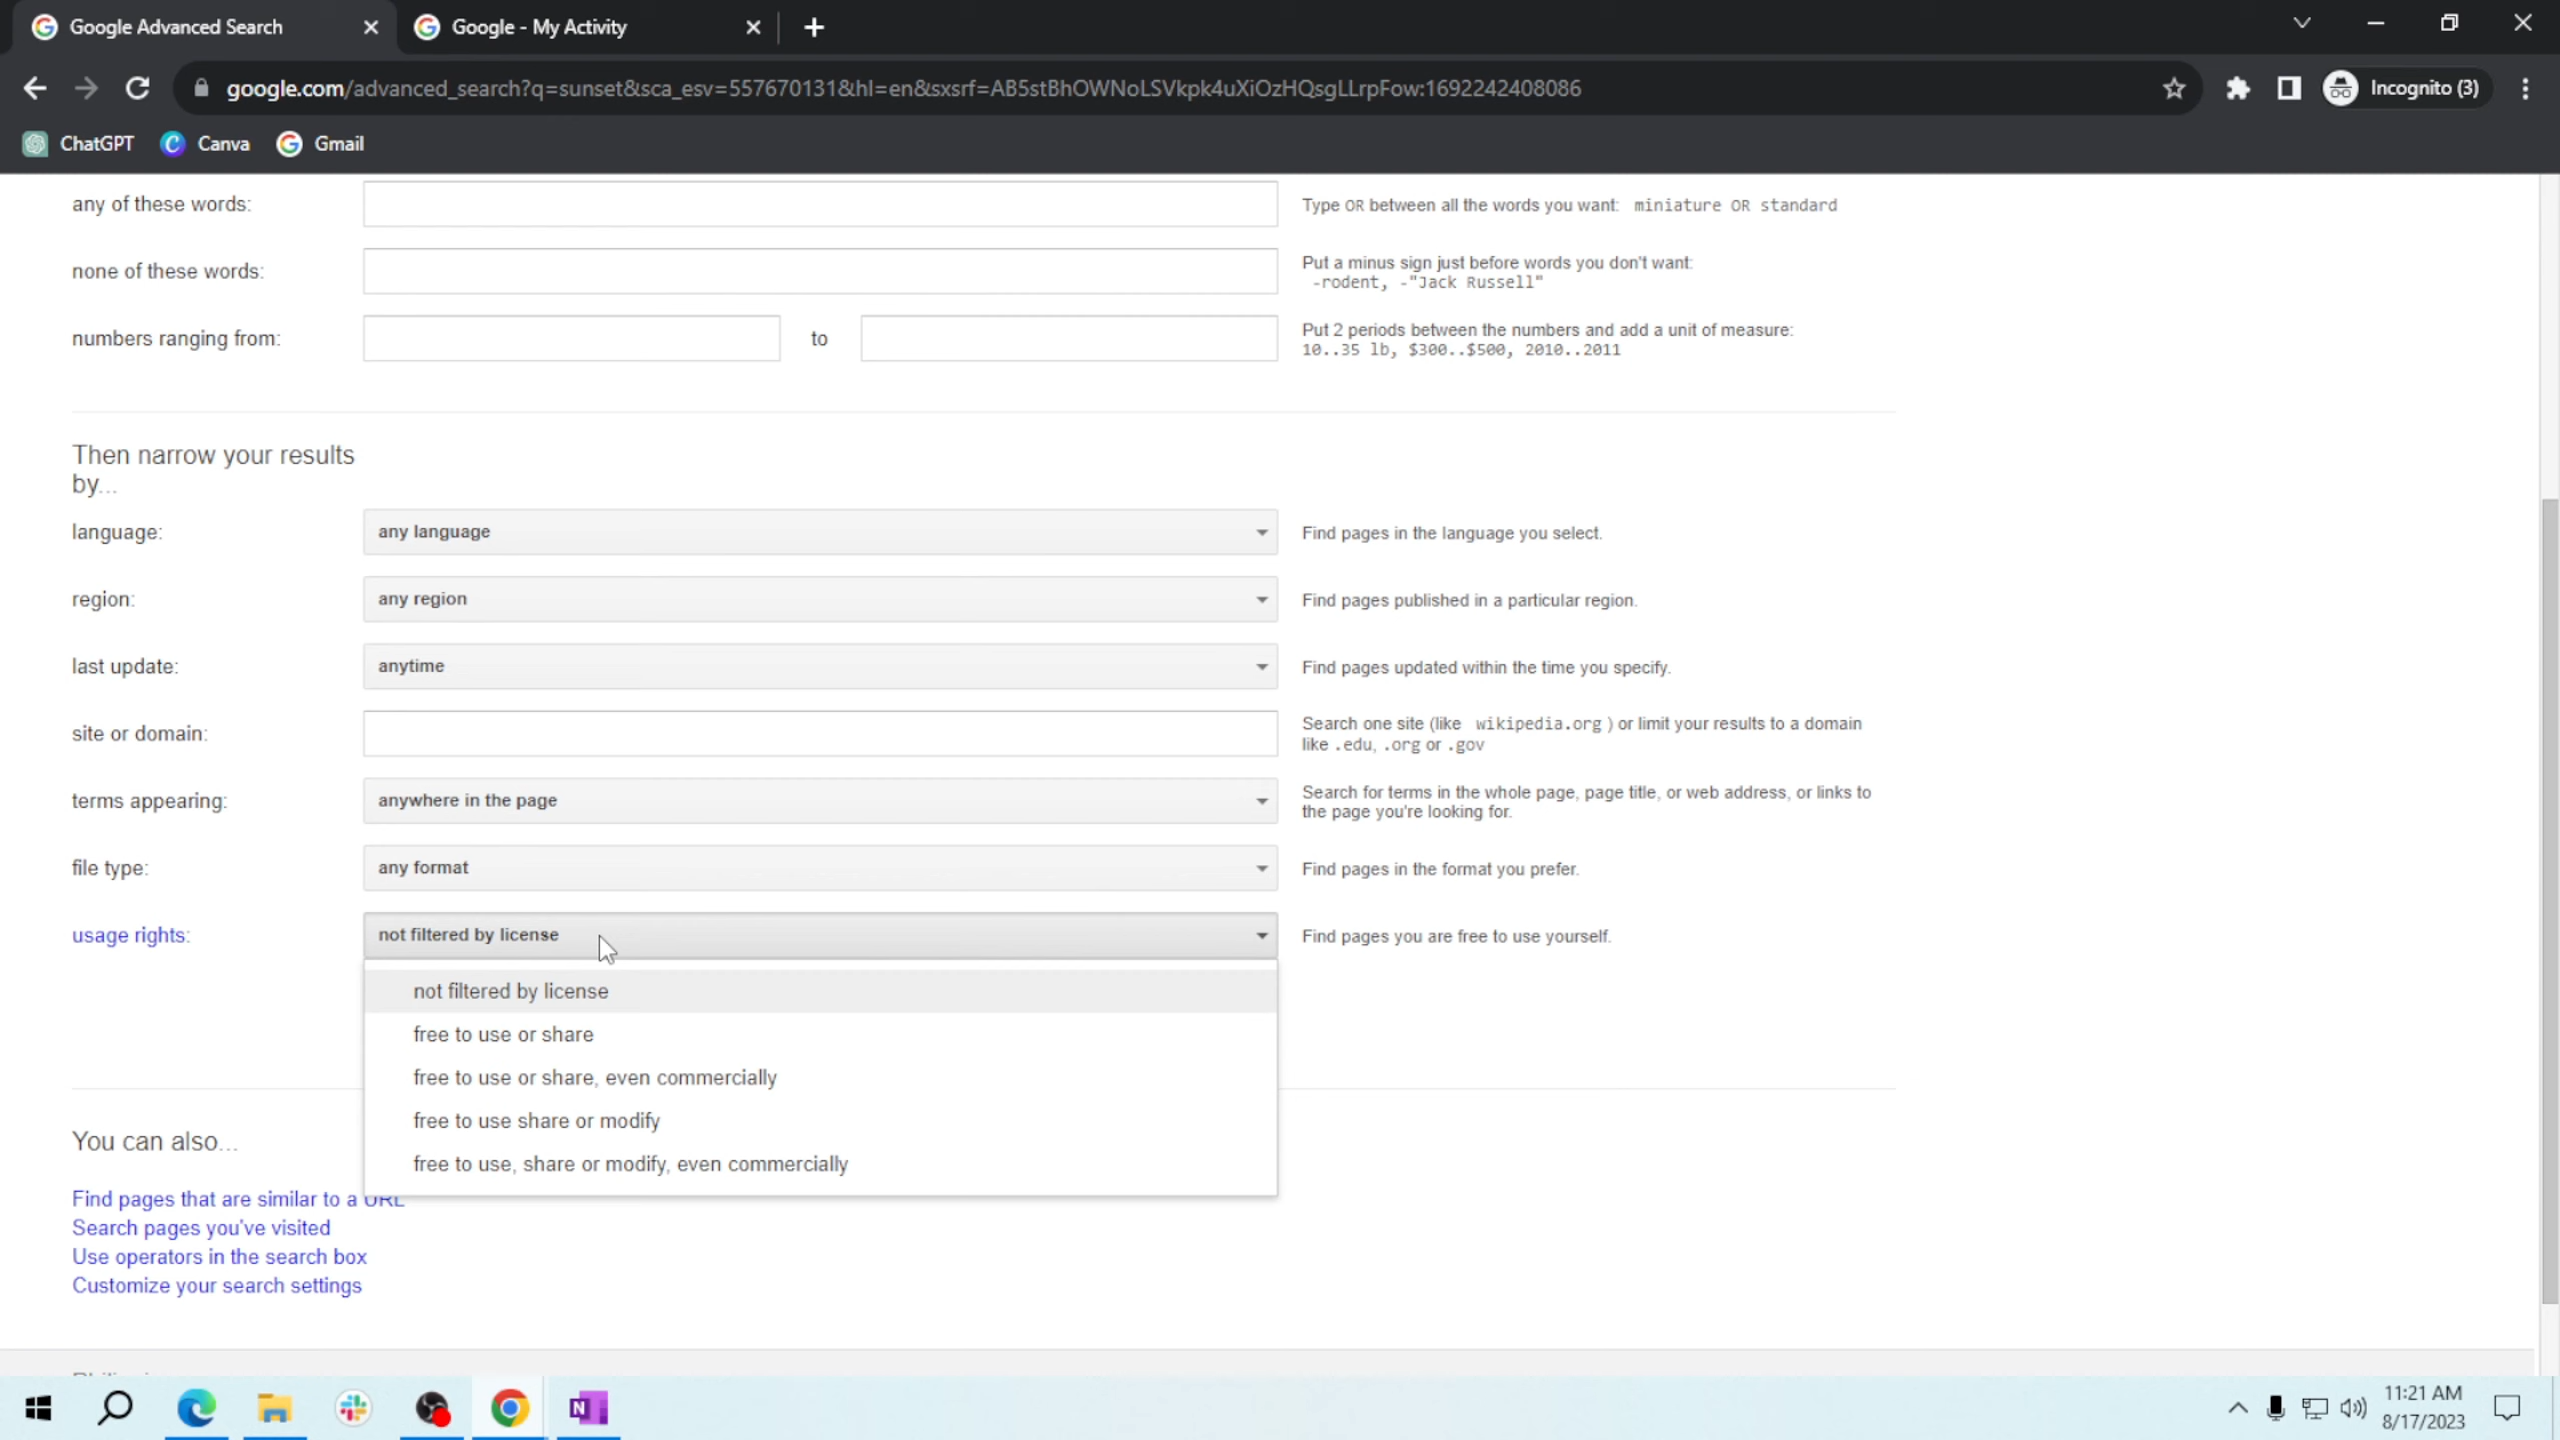 Google Advanced Search
Google - My Activity
google.com/advanced_search?q=sunset&sca_esv=557670131&hl=en&sxsrf=AB5stBhOWNoLSVkpk4uXiOzHQsgLLrpFow:1692242408086
Incognito (3)
ChatGPT
Canva
Gmail
any of these words:
Type OR between all the words you want: miniature OR standard
none of these words:
Put a minus sign just before words you don't want:
-rodent, -"Jack Russell"
numbers ranging from:
to
Put 2 periods between the numbers and add a unit of measure:
10..35 lb, $300..$500, 2010..2011
Then narrow your results
by...
language:
any language
Find pages in the language you select.
region:
any region
Find pages published in a particular region.
last update:
anytime
Find pages updated within the time you specify.
site or domain:
Search one site (like wikipedia.org ) or limit your results to a domain
like .edu, .org or .gov
terms appearing:
anywhere in the page
Search for terms in the whole page, page title, or web address, or links to
the page you're looking for.
file type:
any format
Find pages in the format you prefer.
usage rights:
not filtered by license
Find pages you are free to use yourself.
not filtered by license
free to use or share
free to use or share, even commercially
free to use share or modify
free to use, share or modify, even commercially
You can also...
Find pages that are similar to a URL
Search pages you've visited
Use operators in the search box
Customize your search settings
N
11:21 AM
8/17/2023